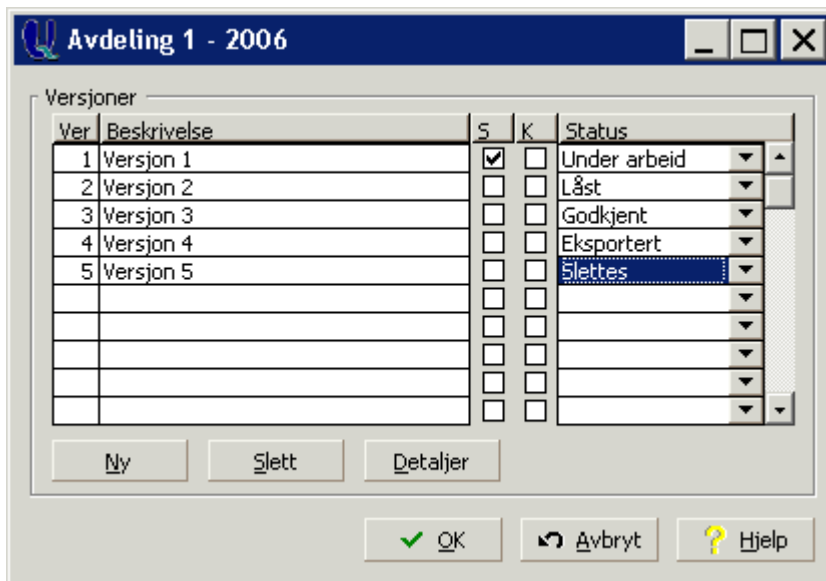 Avdeling 1 - 2006
Versjoner
Ver Beskrivelse S K Status
1 Versjon 1 Under arbeid
2 Versjon 2 Låst
3 Versjon 3 Godkjent
4 Versjon 4 Eksportert
5 Versjon 5 Slettes
Ny Slett Detaljer
OK Avbryt Hjelp